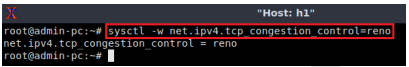 "Host: h1"
root@admin-pc:~# sysctl -w net.ipv4.tcp_congestion_control=reno
net.ipv4.tcp_congestion_control = reno
root@admin-pc:~#